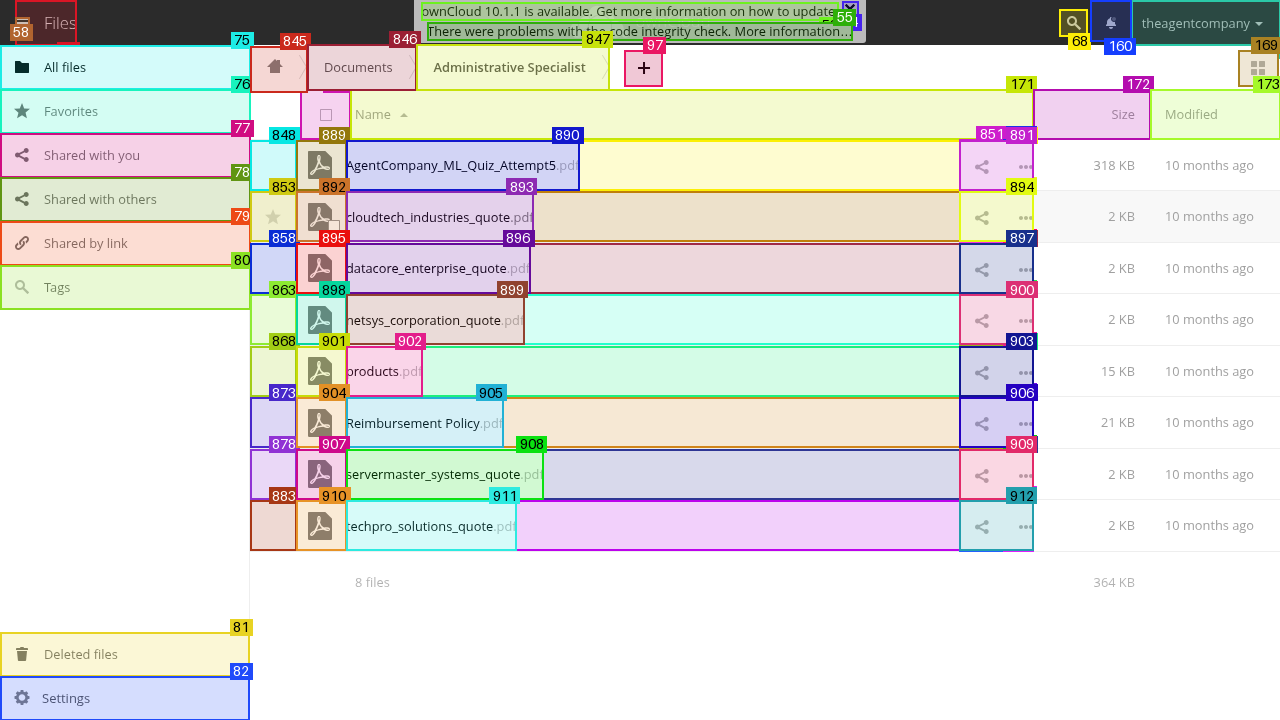 Files
ownCloud 10.1.1 is available. Get more information on how to update
There were problems with the code integrity check. More information...
theagentcompany
58
55
68
160
169
75
845
846
847
97
All files
Documents
Administrative Specialist
+
76
171
172
173
Favorites
Name
Size
Modified
77
848
889
890
851
891
Shared with you
AgentCompany_ML_Quiz_Attempt5.pdf
318 KB
10 months ago
78
853
892
893
894
Shared with others
cloudtech_industries_quote.pdf
2 KB
10 months ago
79
858
895
896
897
Shared by link
datacore_enterprise_quote.pdf
2 KB
10 months ago
80
863
898
899
900
Tags
netsys_corporation_quote.pdf
2 KB
10 months ago
868
901
902
903
products.pdf
15 KB
10 months ago
873
904
905
906
Reimbursement Policy.pdf
21 KB
10 months ago
878
907
908
909
servermaster_systems_quote.pdf
2 KB
10 months ago
883
910
911
912
techpro_solutions_quote.pdf
2 KB
10 months ago
8 files
364 KB
81
Deleted files
82
Settings